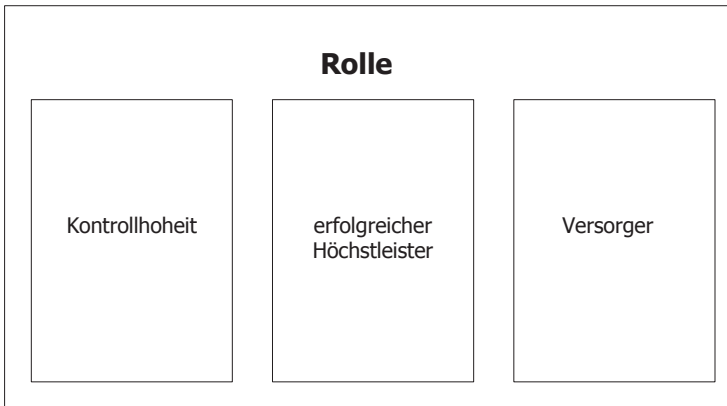 Rolle
Kontrollhoheit
erfolgreicher
Höchstleister
Versorger